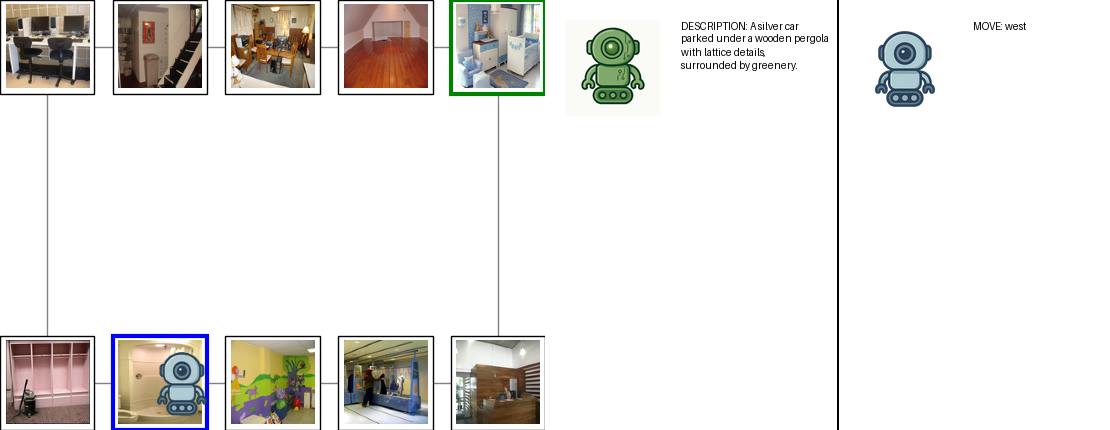 DESCRIPTION: A silver car
parked under a wooden pergola
with lattice details,
surrounded by greenery.
MOVE: west